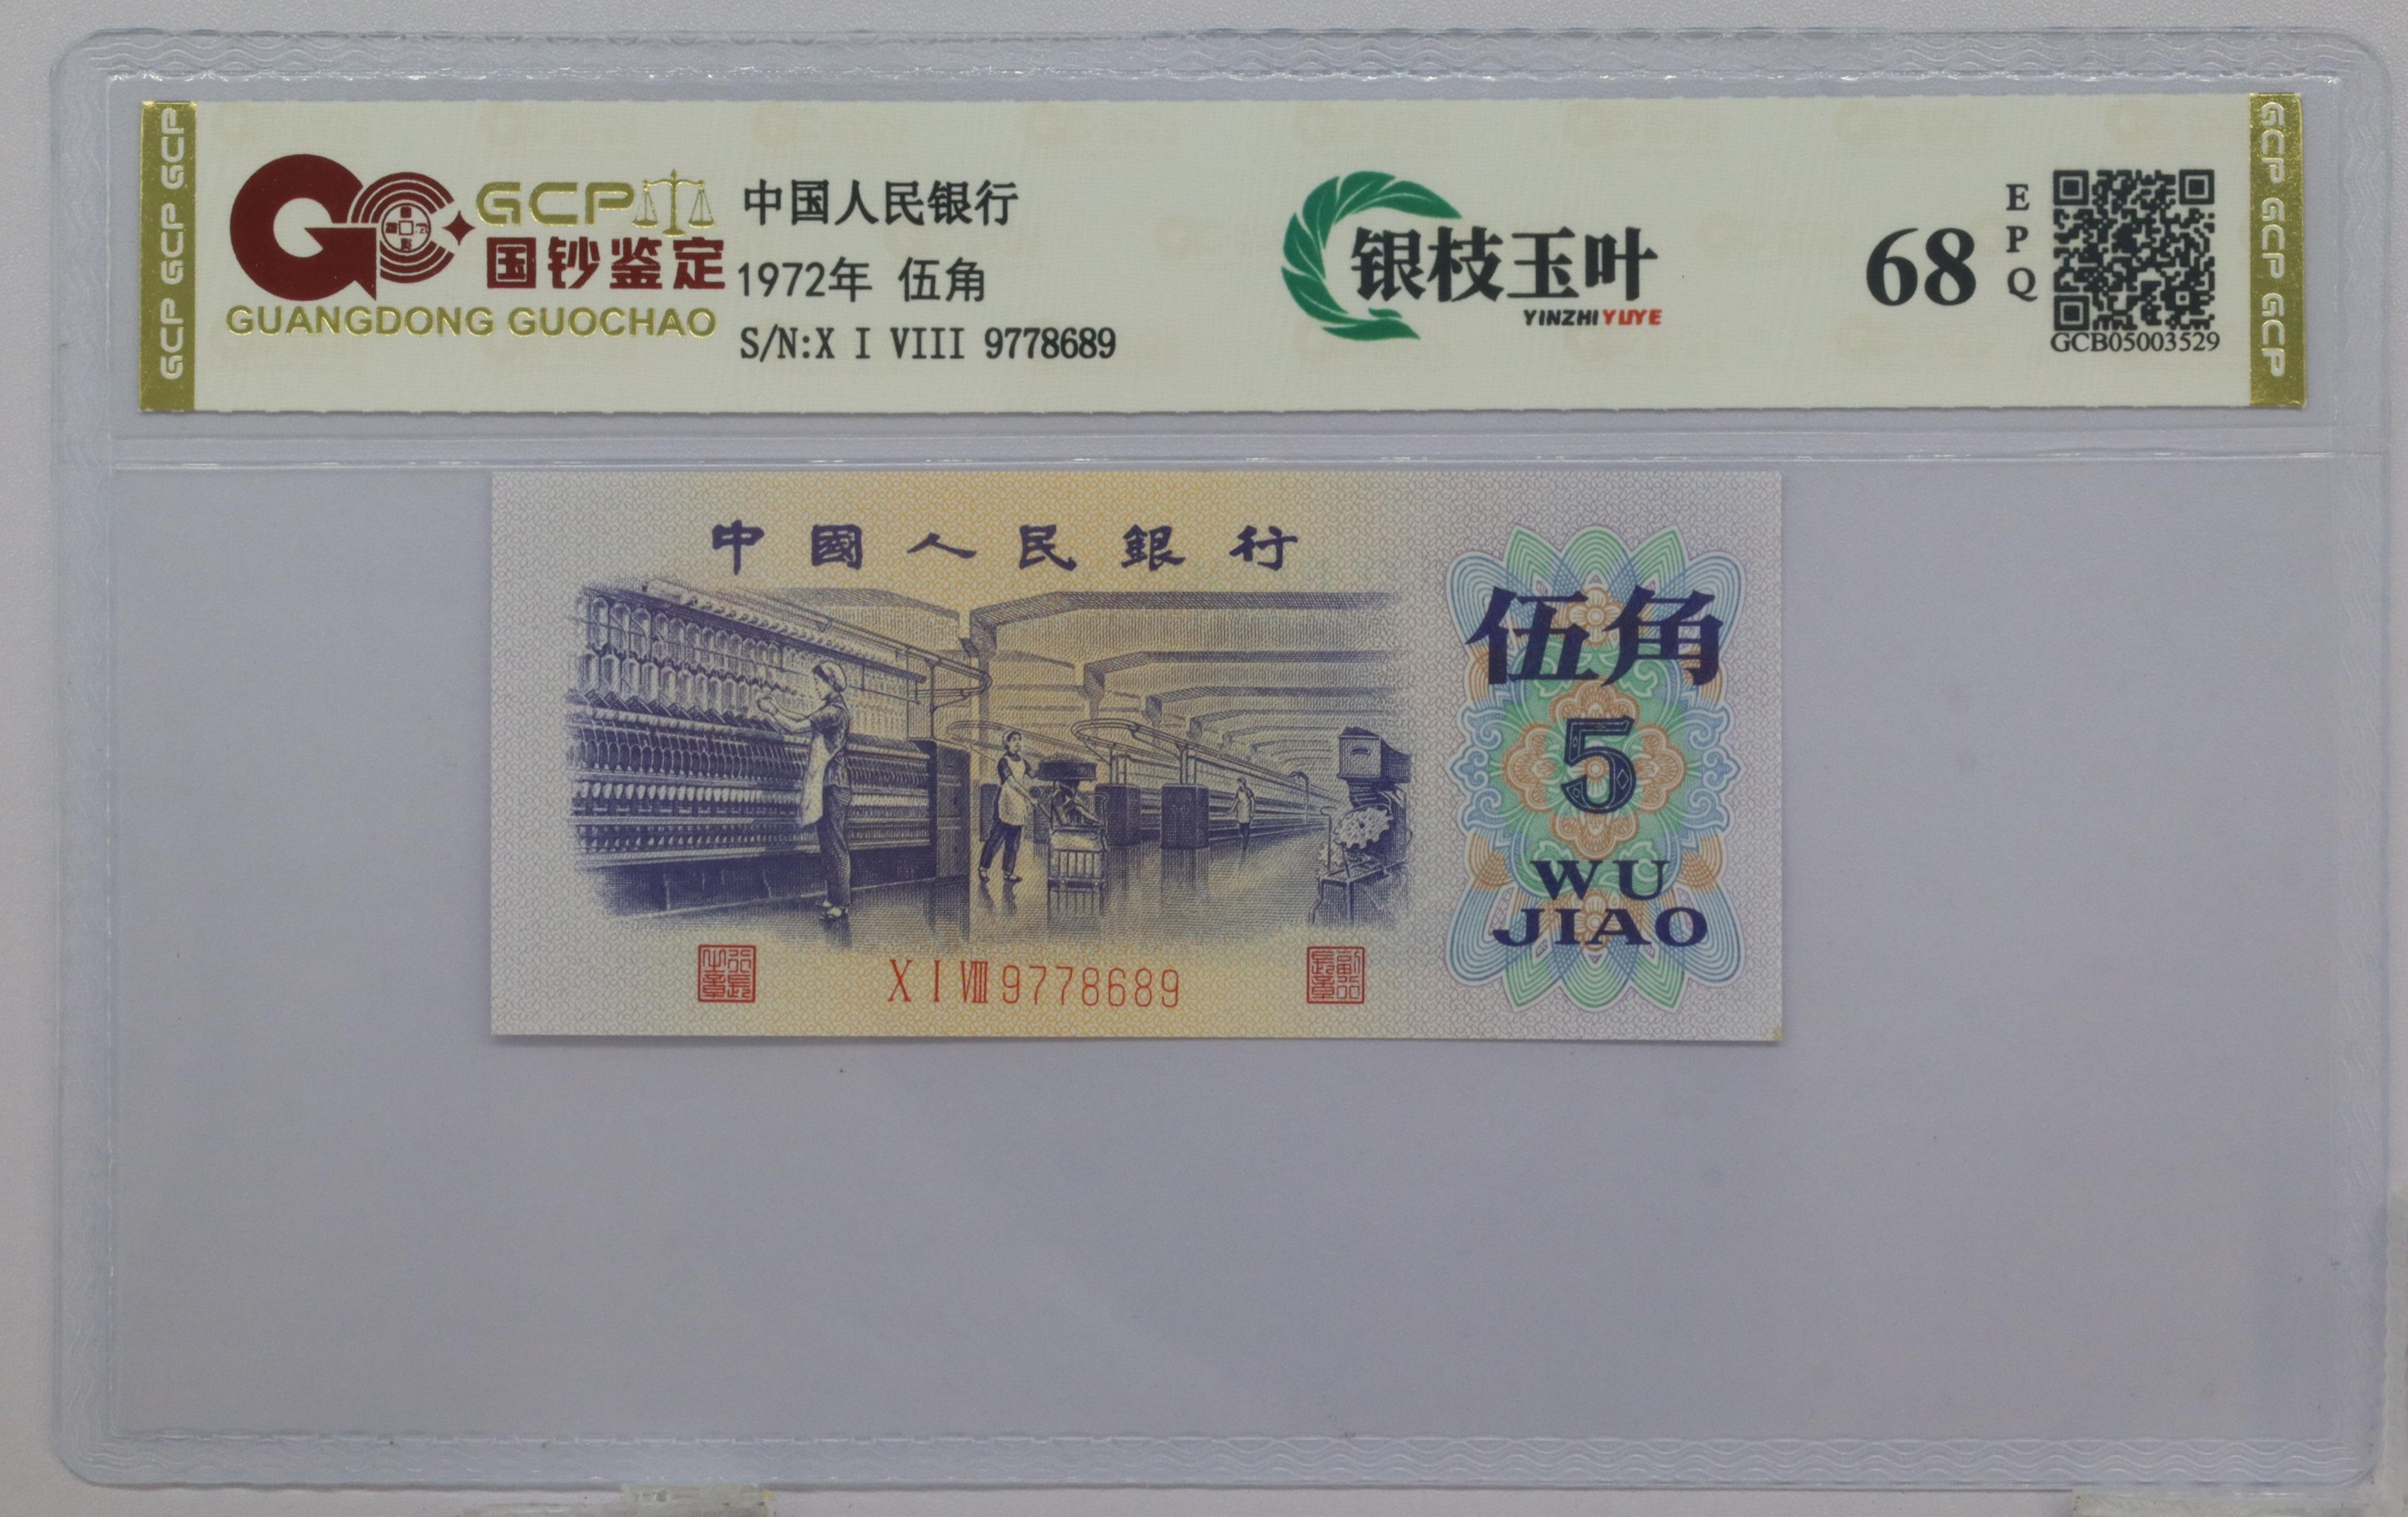 GCP GCP GCP
GCP
国钞鉴定
GUANGDONG GUOCHAO
中国人民银行
1972年 伍角
S/N:X I VIII 9778689
银枝玉叶
YINZHIYUYE
68
EPQ
GCB05003529
GCP GCP GCP
中國人民銀行
伍角
5
WU
JIAO
X I VIII 9778689